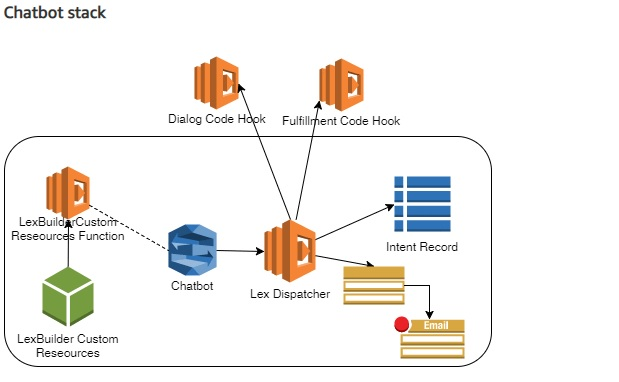 Chatbot stack
Dialog Code Hook
Fulfillment Code Hook
LexBuilderCustom
Reseources Function
Intent Record
Chatbot
Lex Dispatcher
Email
LexBuilder Custom
Reseources